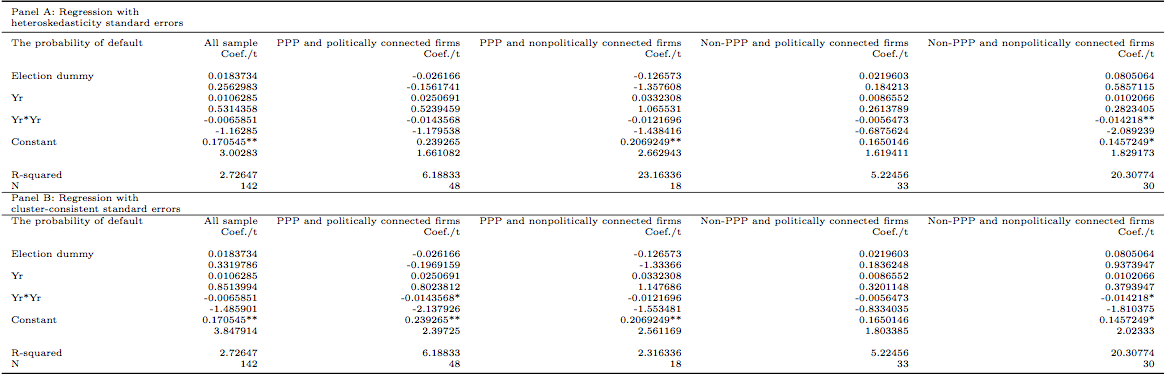 Panel A: Regression with
heteroskedasticity standard errors
The probability of default All sample PPP and politically connected firms PPP and nonpolitically connected firms Non-PPP and politically connected firms Non-PPP and nonpolitically connected firms
Coef./t Coef./t Coef./t Coef./t Coef./t
Election dummy 0.0183734 -0.026166 -0.126573 0.0219603 0.0805064
0.2562983 -0.1561741 -1.357608 0.184213 0.5857115
Yr 0.0106285 0.0250691 0.0332308 0.0086552 0.0102066
0.5314358 0.5239459 1.065531 0.2613789 0.2823405
Yr*Yr -0.0065851 -0.0143568 -0.0121696 -0.0056473 -0.014218**
-1.16285 -1.179538 -1.438416 -0.6875624 -2.089239
Constant 0.170545** 0.239265 0.2069249** 0.1650146 0.1457249*
3.00283 1.661082 2.662943 1.619411 1.829173
R-squared 2.72647 6.18833 23.16336 5.22456 20.30774
N 142 48 18 33 30
Panel B: Regression with
cluster-consistent standard errors
The probability of default All sample PPP and politically connected firms PPP and nonpolitically connected firms Non-PPP and politically connected firms Non-PPP and nonpolitically connected firms
Coef./t Coef./t Coef./t Coef./t Coef./t
Election dummy 0.0183734 -0.026166 -0.126573 0.0219603 0.0805064
0.3319786 -0.1969159 -1.33366 0.1836248 0.9373947
Yr 0.0106285 0.0250691 0.0332308 0.0086552 0.0102066
0.8513994 0.8023812 1.147686 0.3201148 0.3793947
Yr*Yr -0.0065851 -0.0143568* -0.0121696 -0.0056473 -0.014218*
-1.485901 -2.137926 -1.553481 -0.8334035 -1.810375
Constant 0.170545** 0.239265** 0.2069249** 0.1650146 0.1457249*
3.847914 2.39725 2.561169 1.803385 2.02333
R-squared 2.72647 6.18833 2.316336 5.22456 20.30774
N 142 48 18 33 30